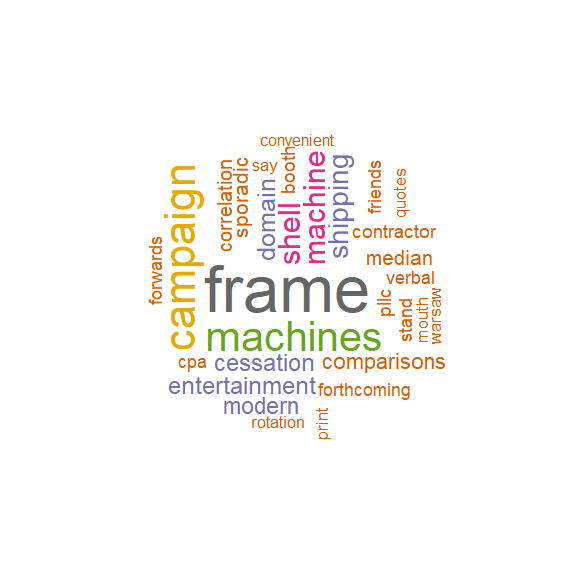 convenient
say
booth
correlation
sporadic
domain
shell
machine
shipping
friends
quotes
campaign
forwards
contractor
median
verbal
frame
pllc
stand
mouth
warsaw
machines
cpa
cessation
comparisons
entertainment
forthcoming
modern
rotation
print